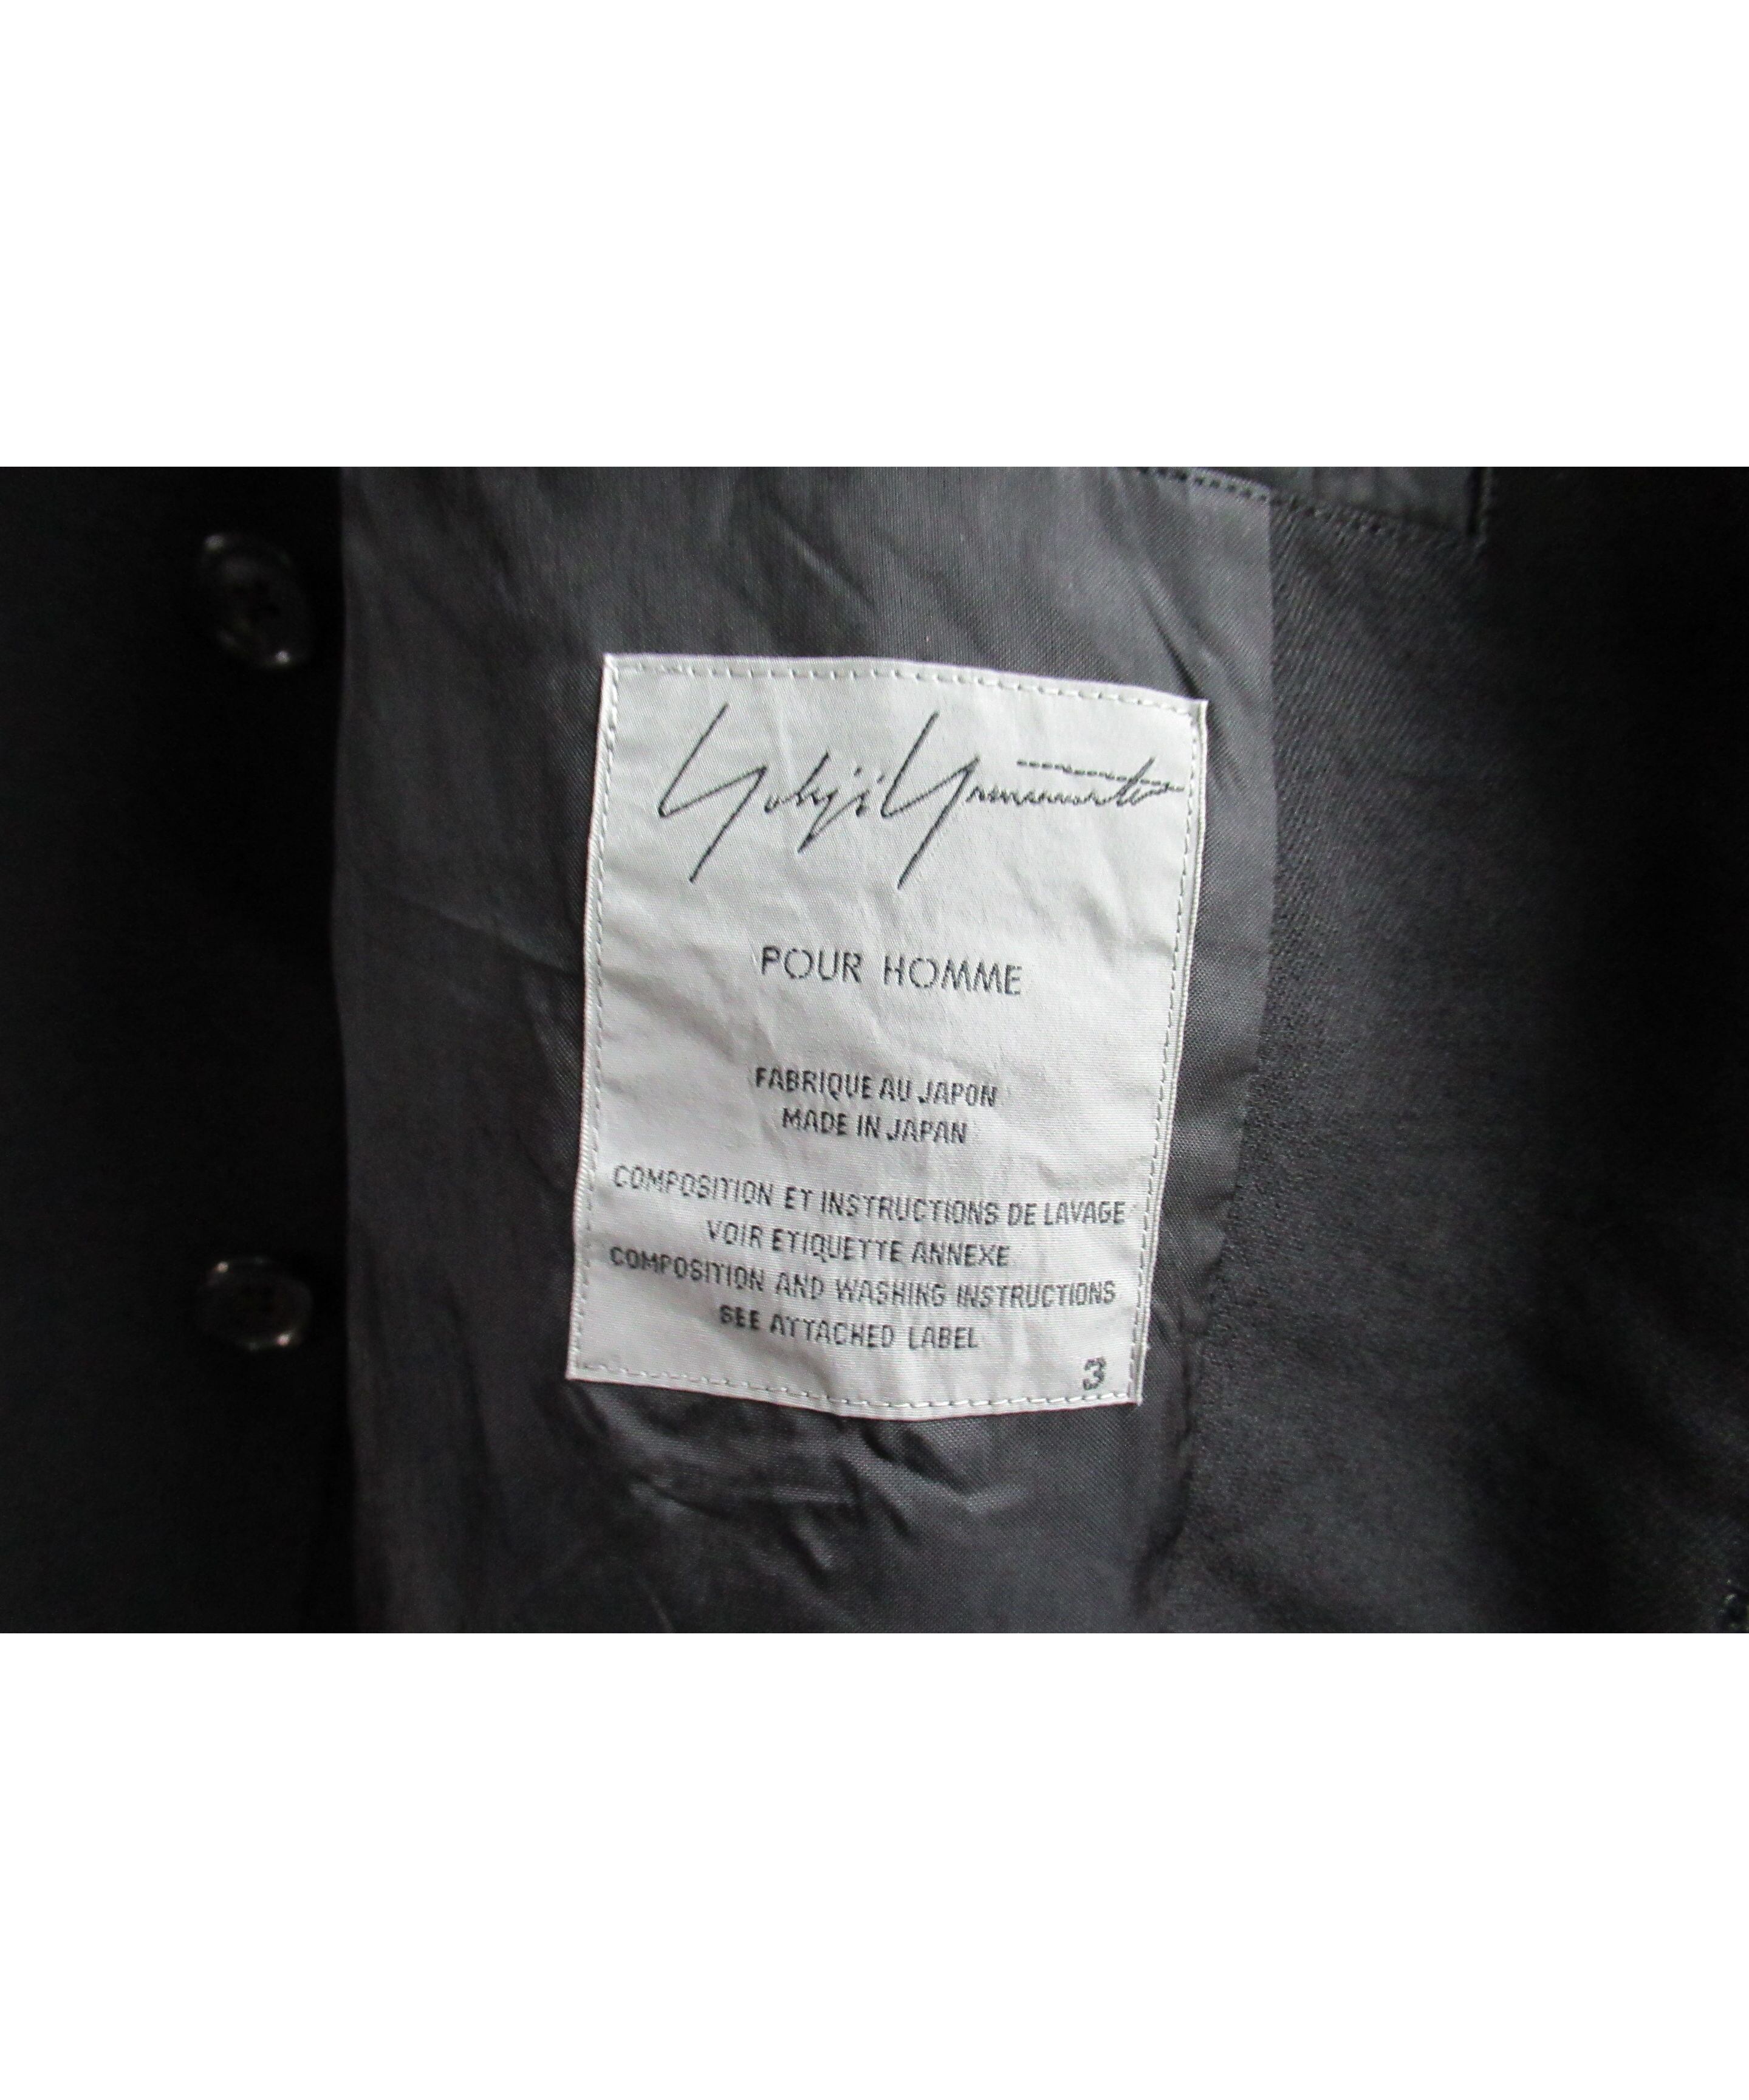 Yohji Yamamoto
POUR HOMME
FABRIQUE AU JAPON
MADE IN JAPAN
COMPOSITION ET INSTRUCTIONS DE LAVAGE
VOIR ETIQUETTE ANNEXE
COMPOSITION AND WASHING INSTRUCTIONS
SEE ATTACHED LABEL
3